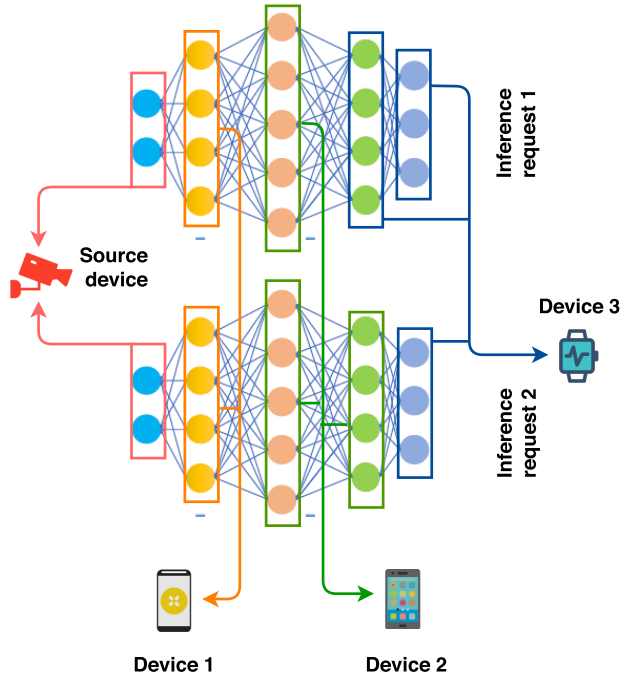 Inference
request 1
Source
device
Device 3
Inference
request 2
Device 1
Device 2